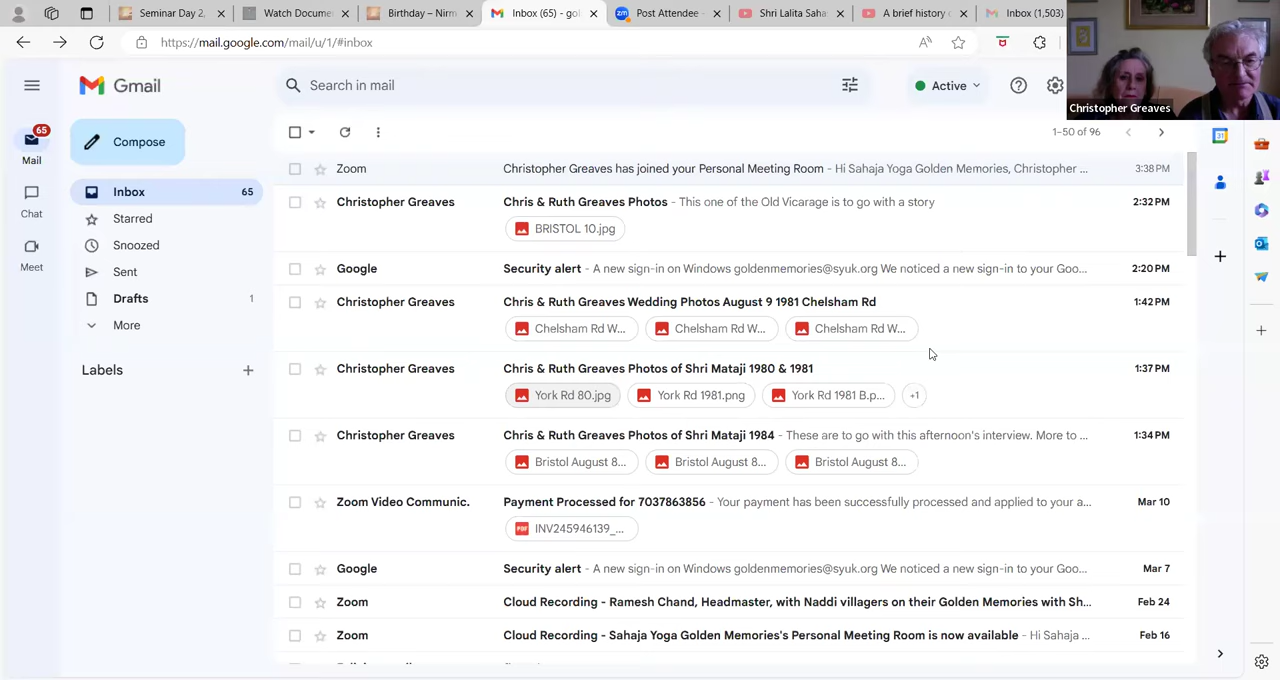 Seminar Day 2,
Watch Docume
Birthday – Nirm
Inbox (65) - gol
zm Post Attendee -
Shri Lalita Saha
A brief history
Inbox (1,503)
https://mail.google.com/mail/u/1/#inbox
Christopher Greaves
Gmail
Search in mail
Active
Compose
1–50 of 96
65
Mail
Chat
Meet
Inbox 65
Starred
Snoozed
Sent
Drafts 1
More
Labels
Zoom Christopher Greaves has joined your Personal Meeting Room - Hi Sahaja Yoga Golden Memories, Christopher ... 3:38 PM
Christopher Greaves Chris & Ruth Greaves Photos - This one of the Old Vicarage is to go with a story 2:32 PM
BRISTOL 10.jpg
Google Security alert - A new sign-in on Windows goldenmemories@syuk.org We noticed a new sign-in to your Goo... 2:20 PM
Christopher Greaves Chris & Ruth Greaves Wedding Photos August 9 1981 Chelsham Rd 1:42 PM
Chelsham Rd W... Chelsham Rd W... Chelsham Rd W...
Christopher Greaves Chris & Ruth Greaves Photos of Shri Mataji 1980 & 1981 1:37 PM
York Rd 80.jpg York Rd 1981.png York Rd 1981 B.p... +1
Christopher Greaves Chris & Ruth Greaves Photos of Shri Mataji 1984 - These are to go with this afternoon's interview. More to ... 1:34 PM
Bristol August 8... Bristol August 8... Bristol August 8...
Zoom Video Communic. Payment Processed for 7037863856 - Your payment has been successfully processed and applied to your a... Mar 10
PDF INV245946139_...
Google Security alert - A new sign-in on Windows goldenmemories@syuk.org We noticed a new sign-in to your Goo... Mar 7
Zoom Cloud Recording - Ramesh Chand, Headmaster, with Naddi villagers on their Golden Memories with Sh... Feb 24
Zoom Cloud Recording - Sahaja Yoga Golden Memories's Personal Meeting Room is now available - Hi Sahaja ... Feb 16